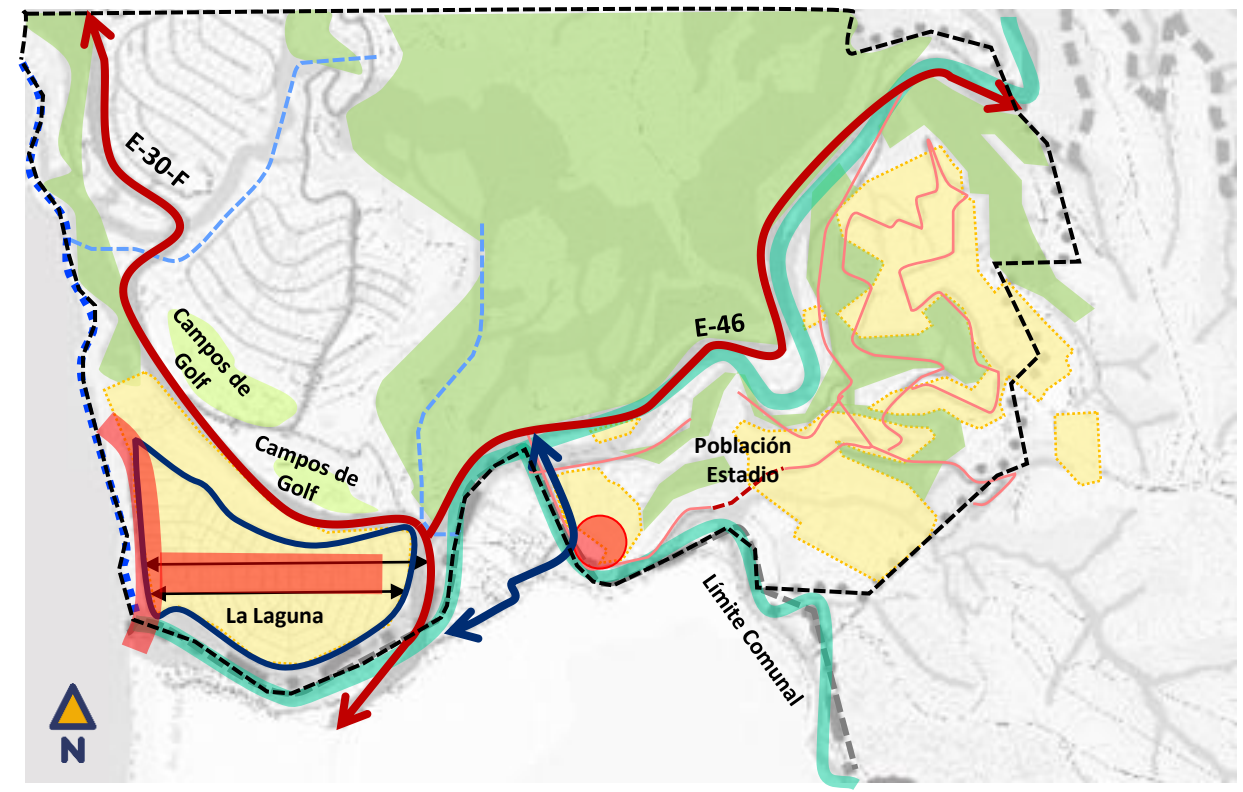 E-30-F
Campos de
Golf
E-46
Campos de
Golf
Población
Estadio
La Laguna
Límite Comunal
N